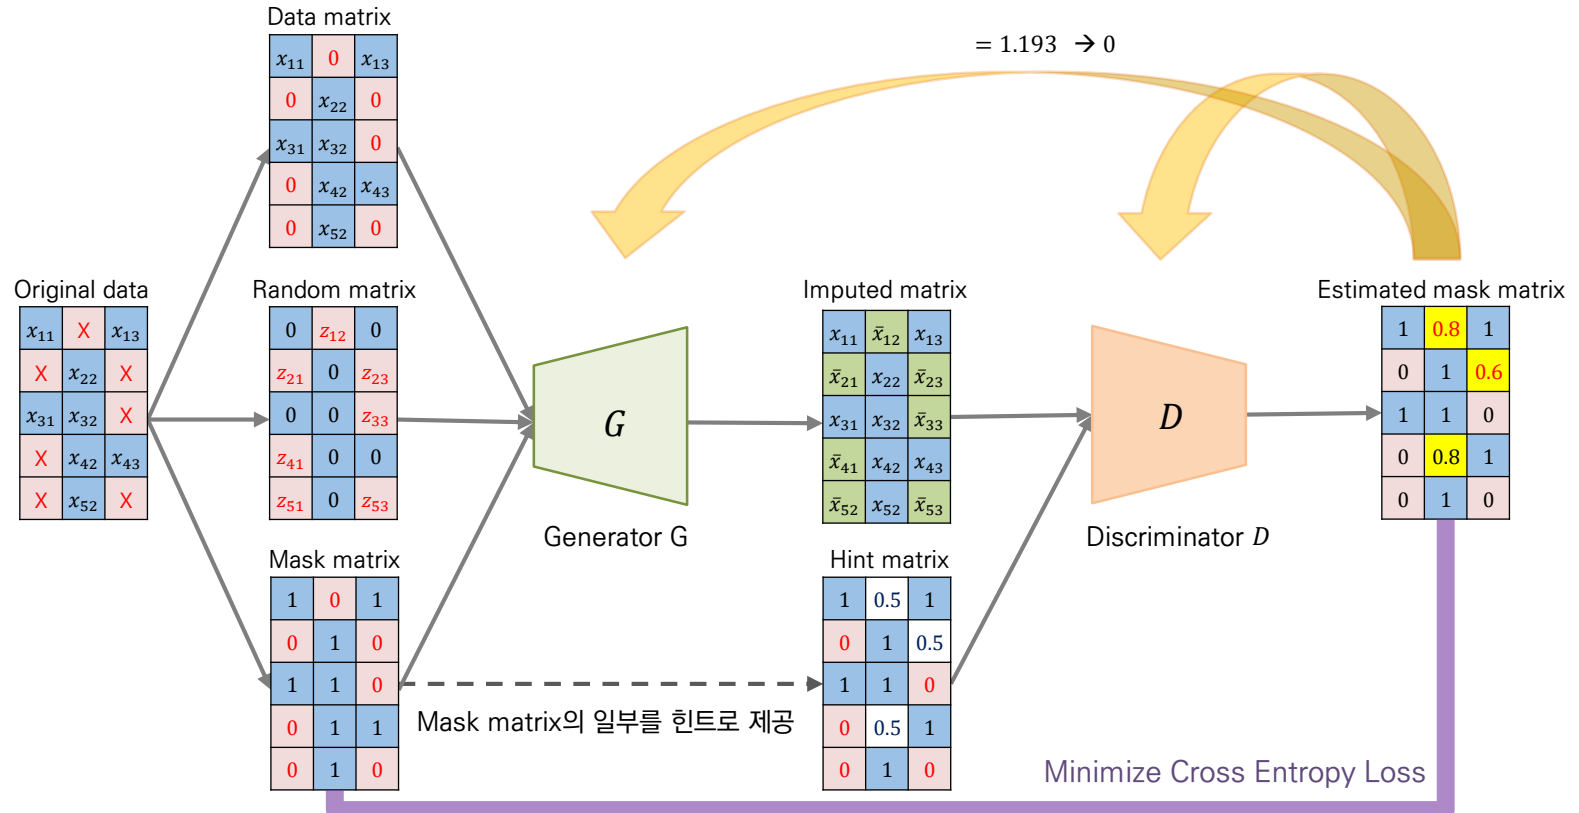 Data matrix
x₁₁ 0 x₁₃
0 x₂₂ 0
x₃₁ x₃₂ 0
0 x₄₂ x₄₃
0 x₅₂ 0
= 1.193 → 0
Original data
x₁₁ X x₁₃
X x₂₂ X
x₃₁ x₃₂ X
X x₄₂ x₄₃
X x₅₂ X
Random matrix
0 z₁₂ 0
z₂₁ 0 z₂₃
0 0 z₃₃
z₄₁ 0 0
z₅₁ 0 z₅₃
G
Generator G
Imputed matrix
x₁₁ x̄₁₂ x₁₃
x̄₂₁ x₂₂ x̄₂₃
x₃₁ x₃₂ x̄₃₃
x̄₄₁ x₄₂ x₄₃
x̄₅₂ x₅₂ x̄₅₃
D
Discriminator D
Estimated mask matrix
1 0.8 1
0 1 0.6
1 1 0
0 0.8 1
0 1 0
Mask matrix
1 0 1
0 1 0
1 1 0
0 1 1
0 1 0
Mask matrix의 일부를 힌트로 제공
Hint matrix
1 0.5 1
0 1 0.5
1 1 0
0 0.5 1
0 1 0
Minimize Cross Entropy Loss